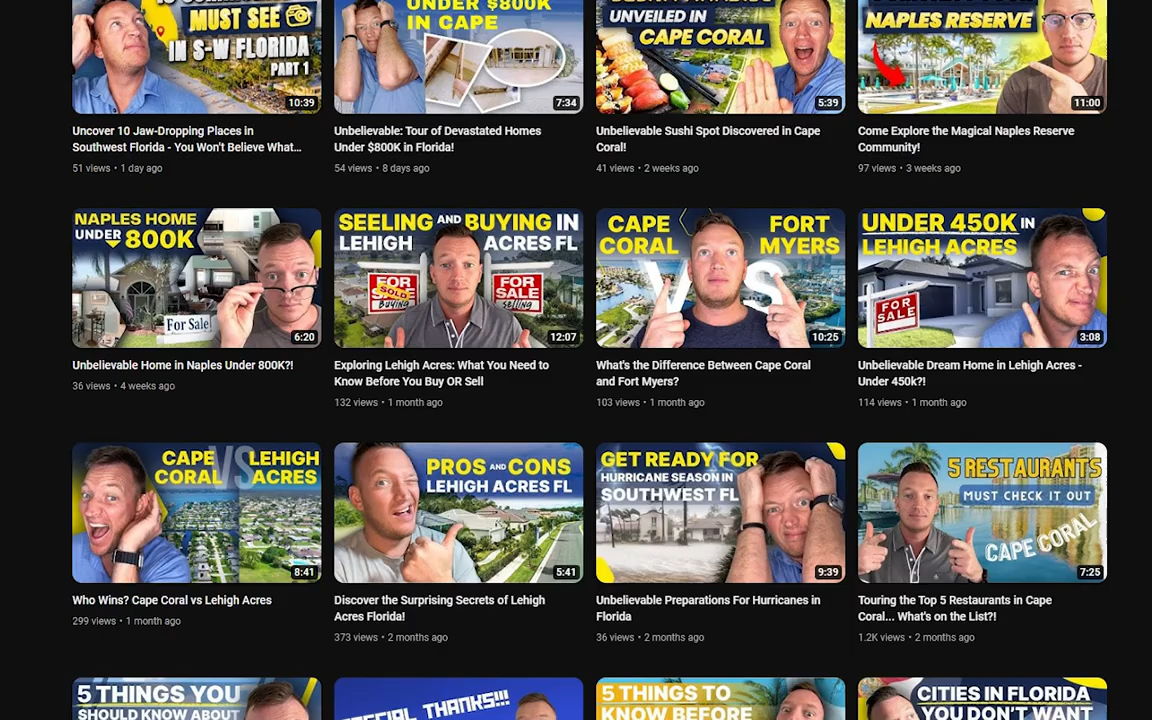 MUST SEE
IN S-W FLORIDA
PART 1
10:39
UNDER $800K
IN CAPE
7:34
UNVEILED IN
CAPE CORAL
5:39
NAPLES RESERVE
11:00
Uncover 10 Jaw-Dropping Places in
Southwest Florida - You Won't Believe What...
51 views • 1 day ago
Unbelievable: Tour of Devastated Homes
Under $800K in Florida!
54 views • 8 days ago
Unbelievable Sushi Spot Discovered in Cape
Coral!
41 views • 2 weeks ago
Come Explore the Magical Naples Reserve
Community!
97 views • 3 weeks ago
NAPLES HOME
UNDER 800K
For Sale
6:20
SEELING AND BUYING IN
LEHIGH ACRES FL
FOR SALE
SOLD
Buying
FOR
SALE
Selling
12:07
CAPE CORAL
VS
FORT MYERS
10:25
UNDER 450K IN
LEHIGH ACRES
FOR
SALE
3:08
Unbelievable Home in Naples Under 800K?!
36 views • 4 weeks ago
Exploring Lehigh Acres: What You Need to
Know Before You Buy OR Sell
132 views • 1 month ago
What's the Difference Between Cape Coral
and Fort Myers?
103 views • 1 month ago
Unbelievable Dream Home in Lehigh Acres -
Under 450k?!
114 views • 1 month ago
CAPE CORAL
VS
LEHIGH ACRES
8:41
PROS AND CONS
LEHIGH ACRES FL
5:41
GET READY FOR
HURRICANE SEASON IN
SOUTHWEST FL
9:39
5 RESTAURANTS
MUST CHECK IT OUT
CAPE CORAL
7:25
Who Wins? Cape Coral vs Lehigh Acres
299 views • 1 month ago
Discover the Surprising Secrets of Lehigh
Acres Florida!
373 views • 2 months ago
Unbelievable Preparations For Hurricanes in
Florida
36 views • 2 months ago
Touring the Top 5 Restaurants in Cape
Coral... What's on the List?!
1.2K views • 2 months ago
5 THINGS YOU
SHOULD KNOW ABOUT
SPECIAL THANKS!!!
5 THINGS TO
KNOW BEFORE
CITIES IN FLORIDA
YOU DON'T WANT